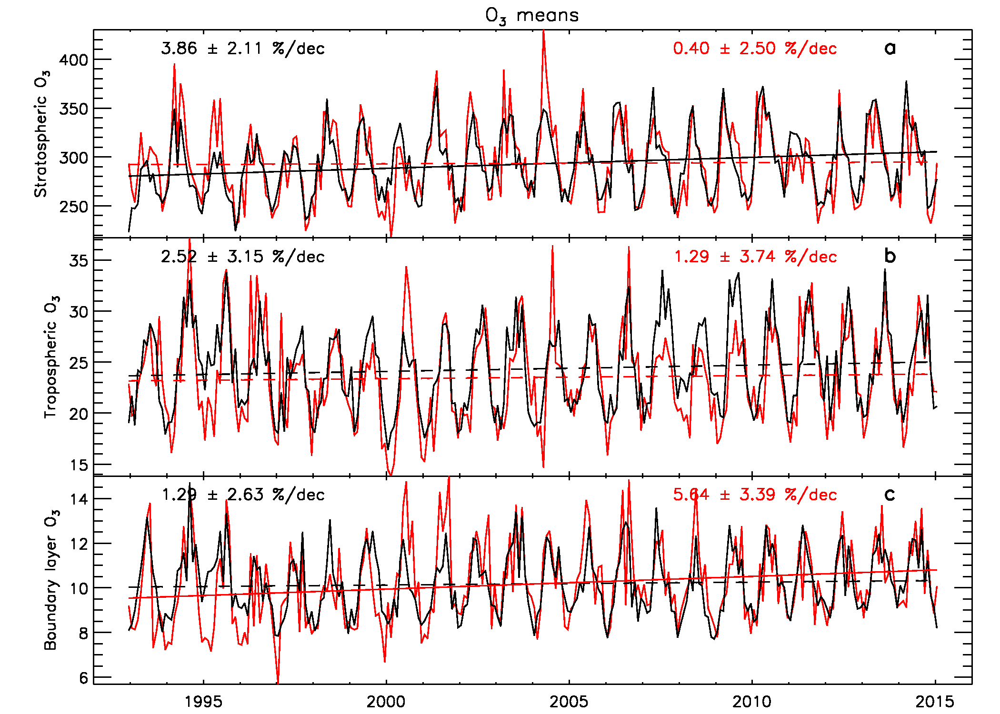 O3 means
3.86 ± 2.11 %/dec
0.40 ± 2.50 %/dec
a
Stratospheric O3
400
350
300
250
2.52 ± 3.15 %/dec
1.29 ± 3.74 %/dec
b
Tropospheric O3
35
30
25
20
15
1.29 ± 2.63 %/dec
5.64 ± 3.39 %/dec
c
Boundary layer O3
14
12
10
8
6
1995
2000
2005
2010
2015